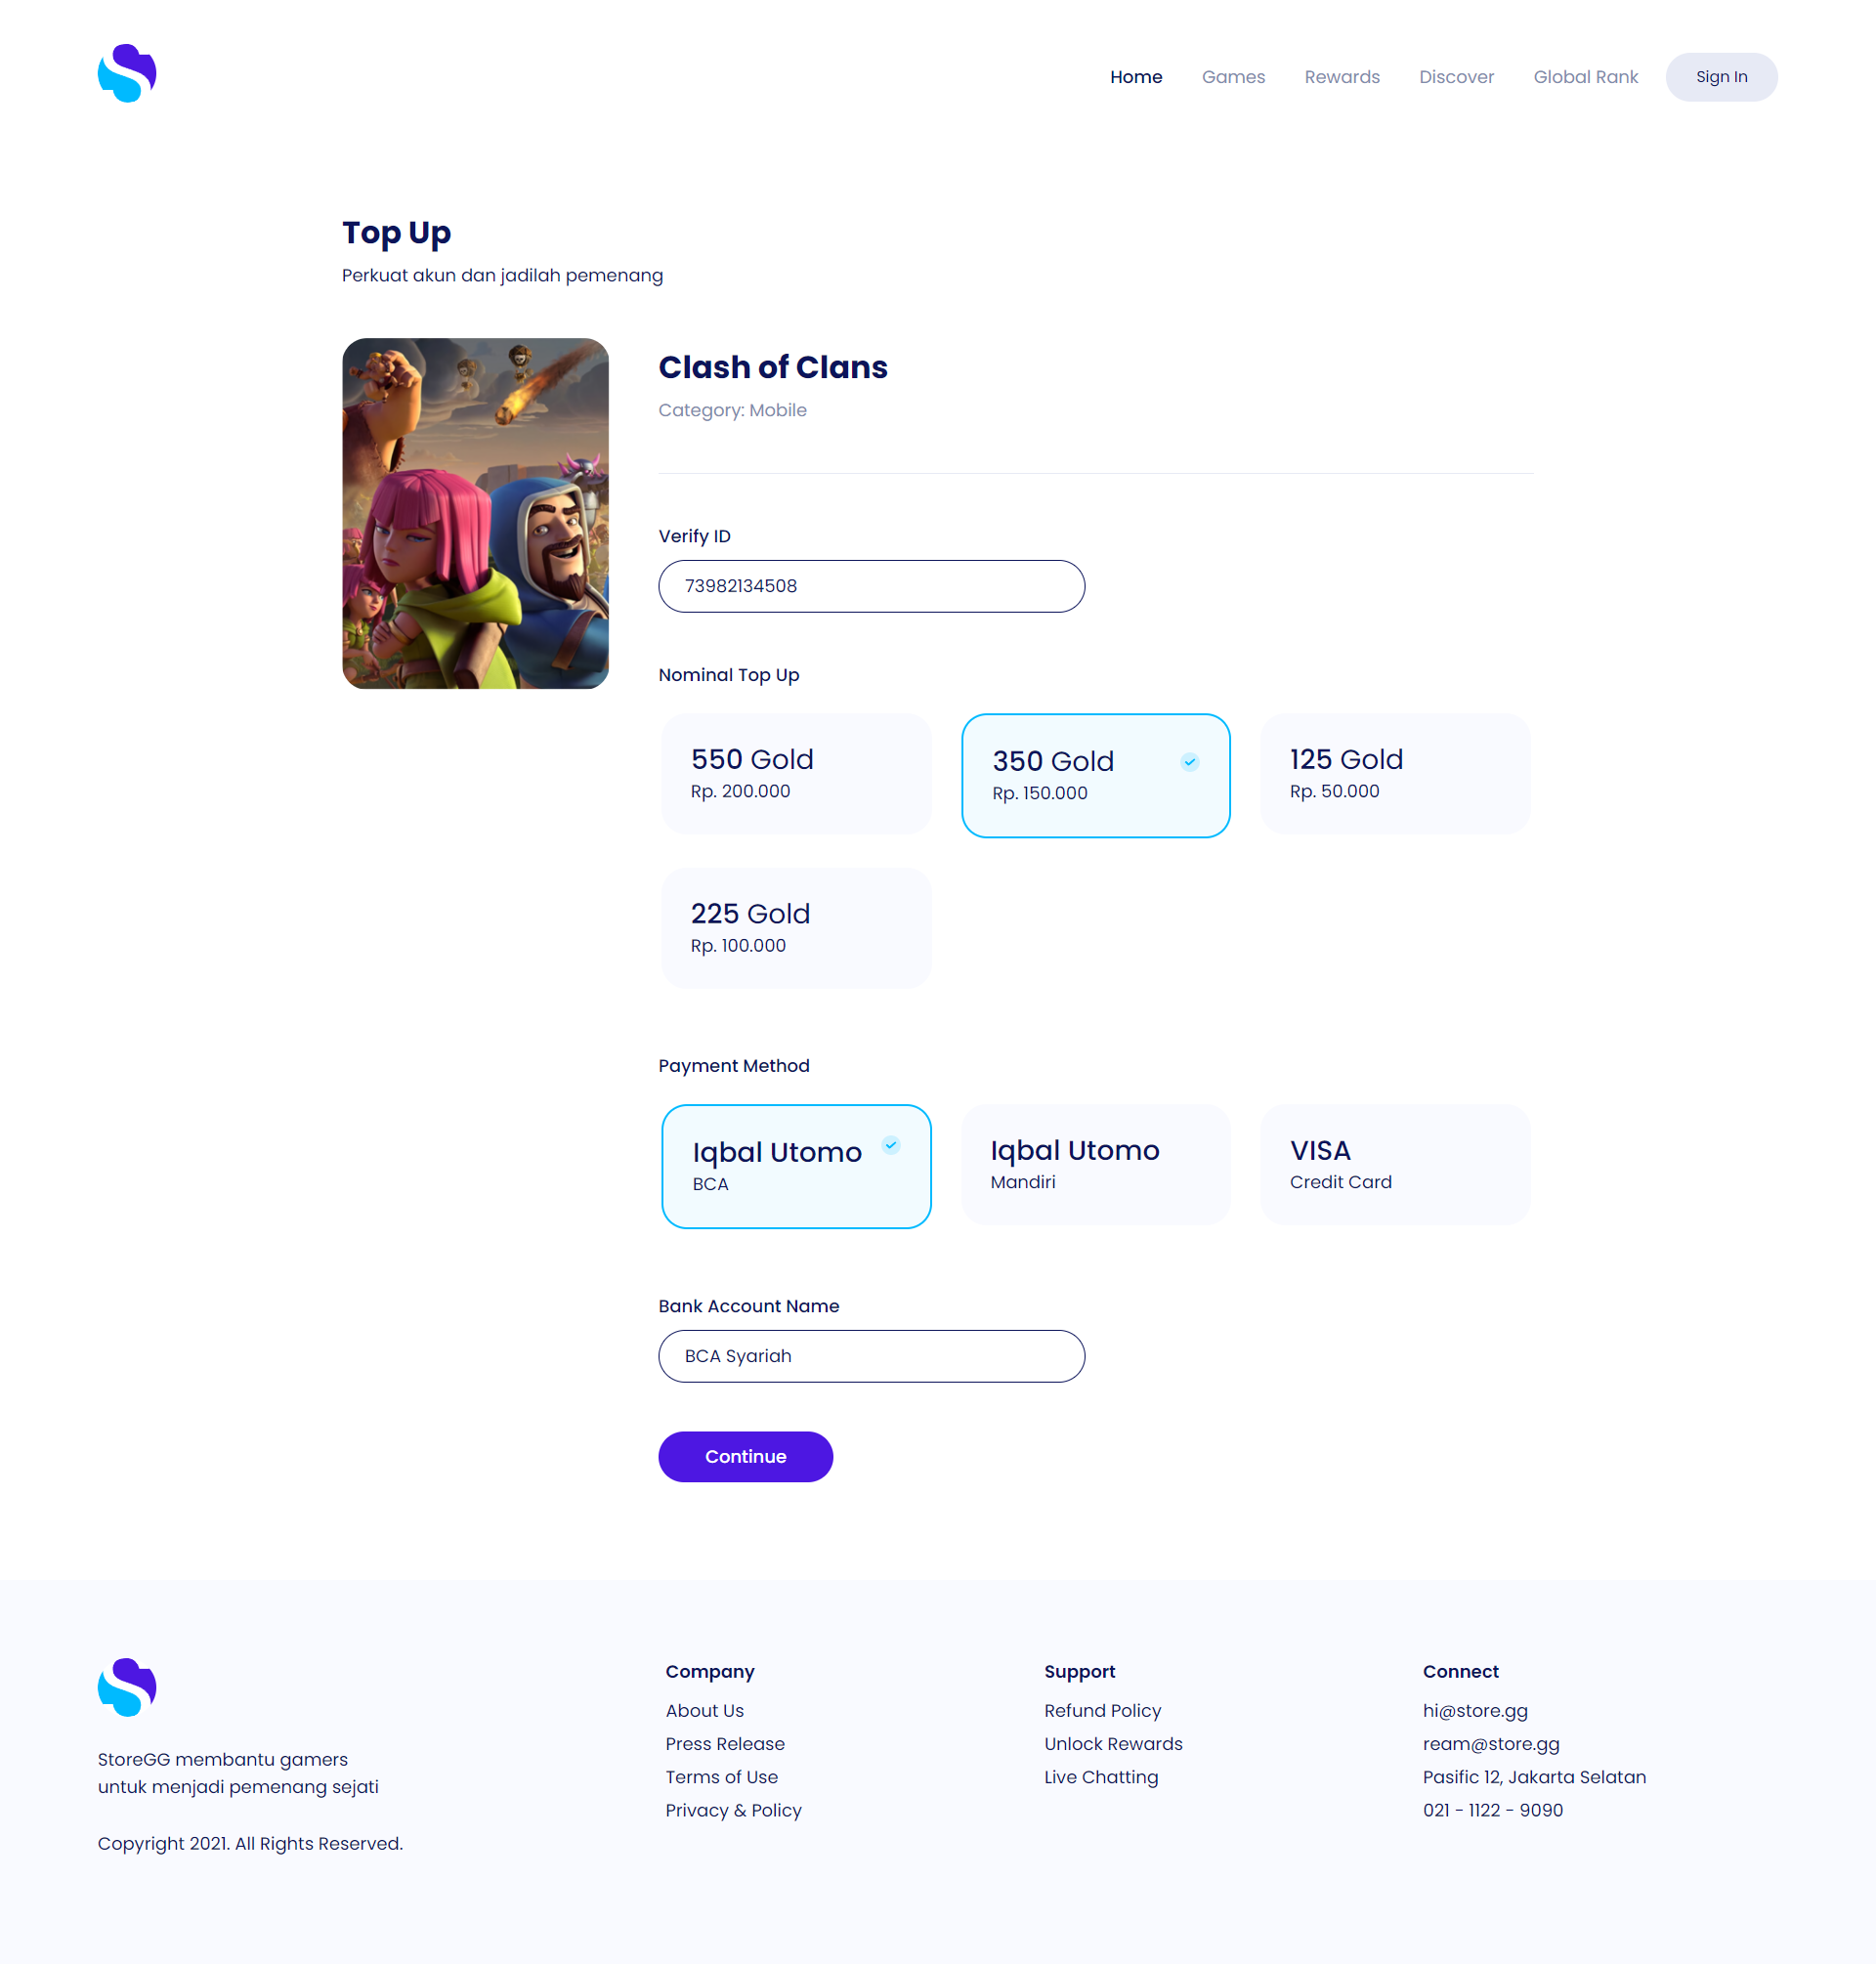 Home Games Rewards Discover Global Rank Sign In
Top Up
Perkuat akun dan jadilah pemenang
Clash of Clans
Category: Mobile
Verify ID
73982134508
Nominal Top Up
550 Gold
Rp. 200.000
350 Gold
Rp. 150.000
125 Gold
Rp. 50.000
225 Gold
Rp. 100.000
Payment Method
Iqbal Utomo
BCA
Iqbal Utomo
Mandiri
VISA
Credit Card
Bank Account Name
BCA Syariah
Continue
StoreGG membantu gamers
untuk menjadi pemenang sejati
Copyright 2021. All Rights Reserved.
Company
About Us
Press Release
Terms of Use
Privacy & Policy
Support
Refund Policy
Unlock Rewards
Live Chatting
Connect
hi@store.gg
ream@store.gg
Pasific 12, Jakarta Selatan
021 - 1122 - 9090